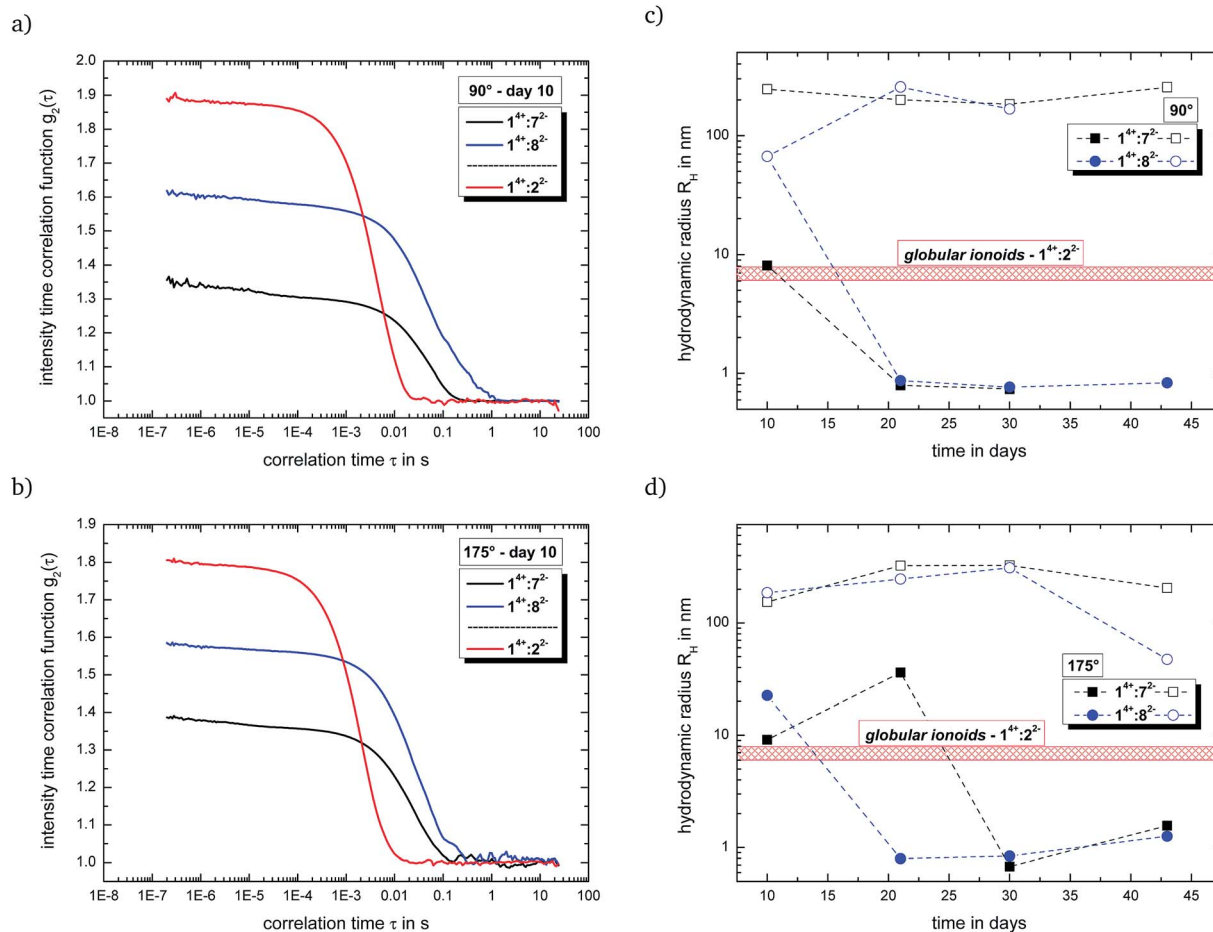 a)
2.0
1.9
1.8
1.7
1.6
1.5
1.4
1.3
1.2
1.1
1.0
intensity time correlation function g₂(τ)
90° - day 10
1⁴⁺:7²⁻
1⁴⁺:8²⁻
--------------------
1⁴⁺:2²⁻
1E-8 1E-7 1E-6 1E-5 1E-4 1E-3 0.01 0.1 1 10 100
correlation time τ in s
b)
1.9
1.8
1.7
1.6
1.5
1.4
1.3
1.2
1.1
1.0
intensity time correlation function g₂(τ)
175° - day 10
1⁴⁺:7²⁻
1⁴⁺:8²⁻
--------------------
1⁴⁺:2²⁻
1E-8 1E-7 1E-6 1E-5 1E-4 1E-3 0.01 0.1 1 10 100
correlation time τ in s
c)
100
10
1
hydrodynamic radius R_H in nm
90°
1⁴⁺:7²⁻
1⁴⁺:8²⁻
globular ionoids - 1⁴⁺:2²⁻
10 15 20 25 30 35 40 45
time in days
d)
100
10
1
hydrodynamic radius R_H in nm
175°
1⁴⁺:7²⁻
1⁴⁺:8²⁻
globular ionoids - 1⁴⁺:2²⁻
10 15 20 25 30 35 40 45
time in days